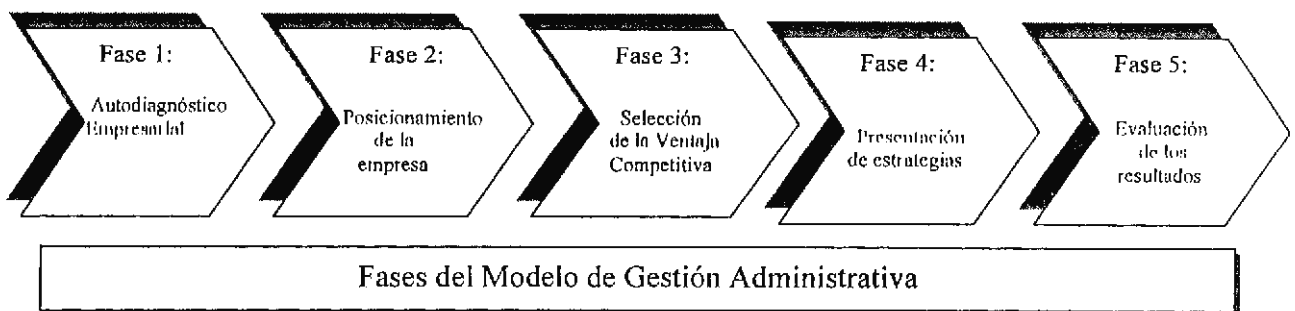 Fase 1:
Autodiagnóstico
Empresarial
Fase 2:
Posicionamiento
de la
empresa
Fase 3:
Selección
de la Ventaja
Competitiva
Fase 4:
Presentación
de estrategias
Fase 5:
Evaluación
de los
resultados
Fases del Modelo de Gestión Administrativa